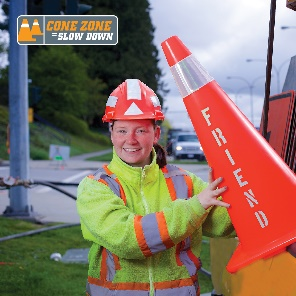 CONE ZONE
= SLOW DOWN
FRIEND